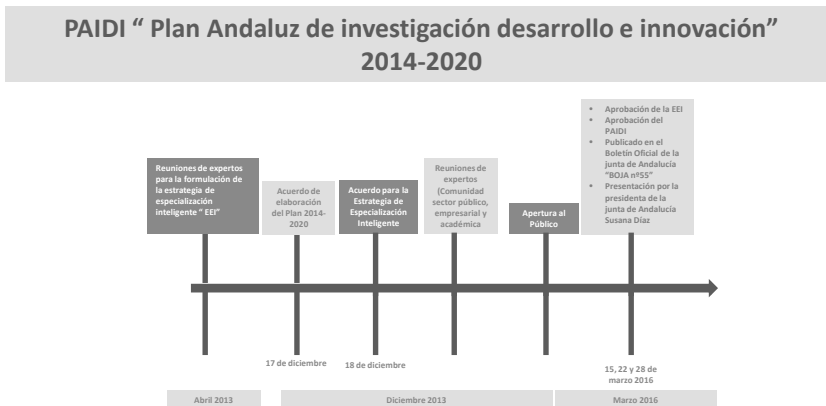 PAIDI “ Plan Andaluz de investigación desarrollo e innovación”
2014-2020
Reuniones de expertos
para la formulación de
la estrategia de
especialización
inteligente “ EEI”
Acuerdo de
elaboración
del Plan 2014-
2020
Acuerdo para la
Estrategia de
Especialización
Inteligente
Reuniones de
expertos
(Comunidad
sector público,
empresarial y
académica
Apertura al
Público
• Aprobación de la EEI
• Aprobación del
PAIDI
• Publicado en el
Boletín Oficial de la
junta de Andalucía
“BOJA nº55”
• Presentación por la
presidenta de la
junta de Andalucía
Susana Díaz
17 de diciembre
18 de diciembre
15, 22 y 28 de
marzo 2016
Abril 2013
Diciembre 2013
Marzo 2016